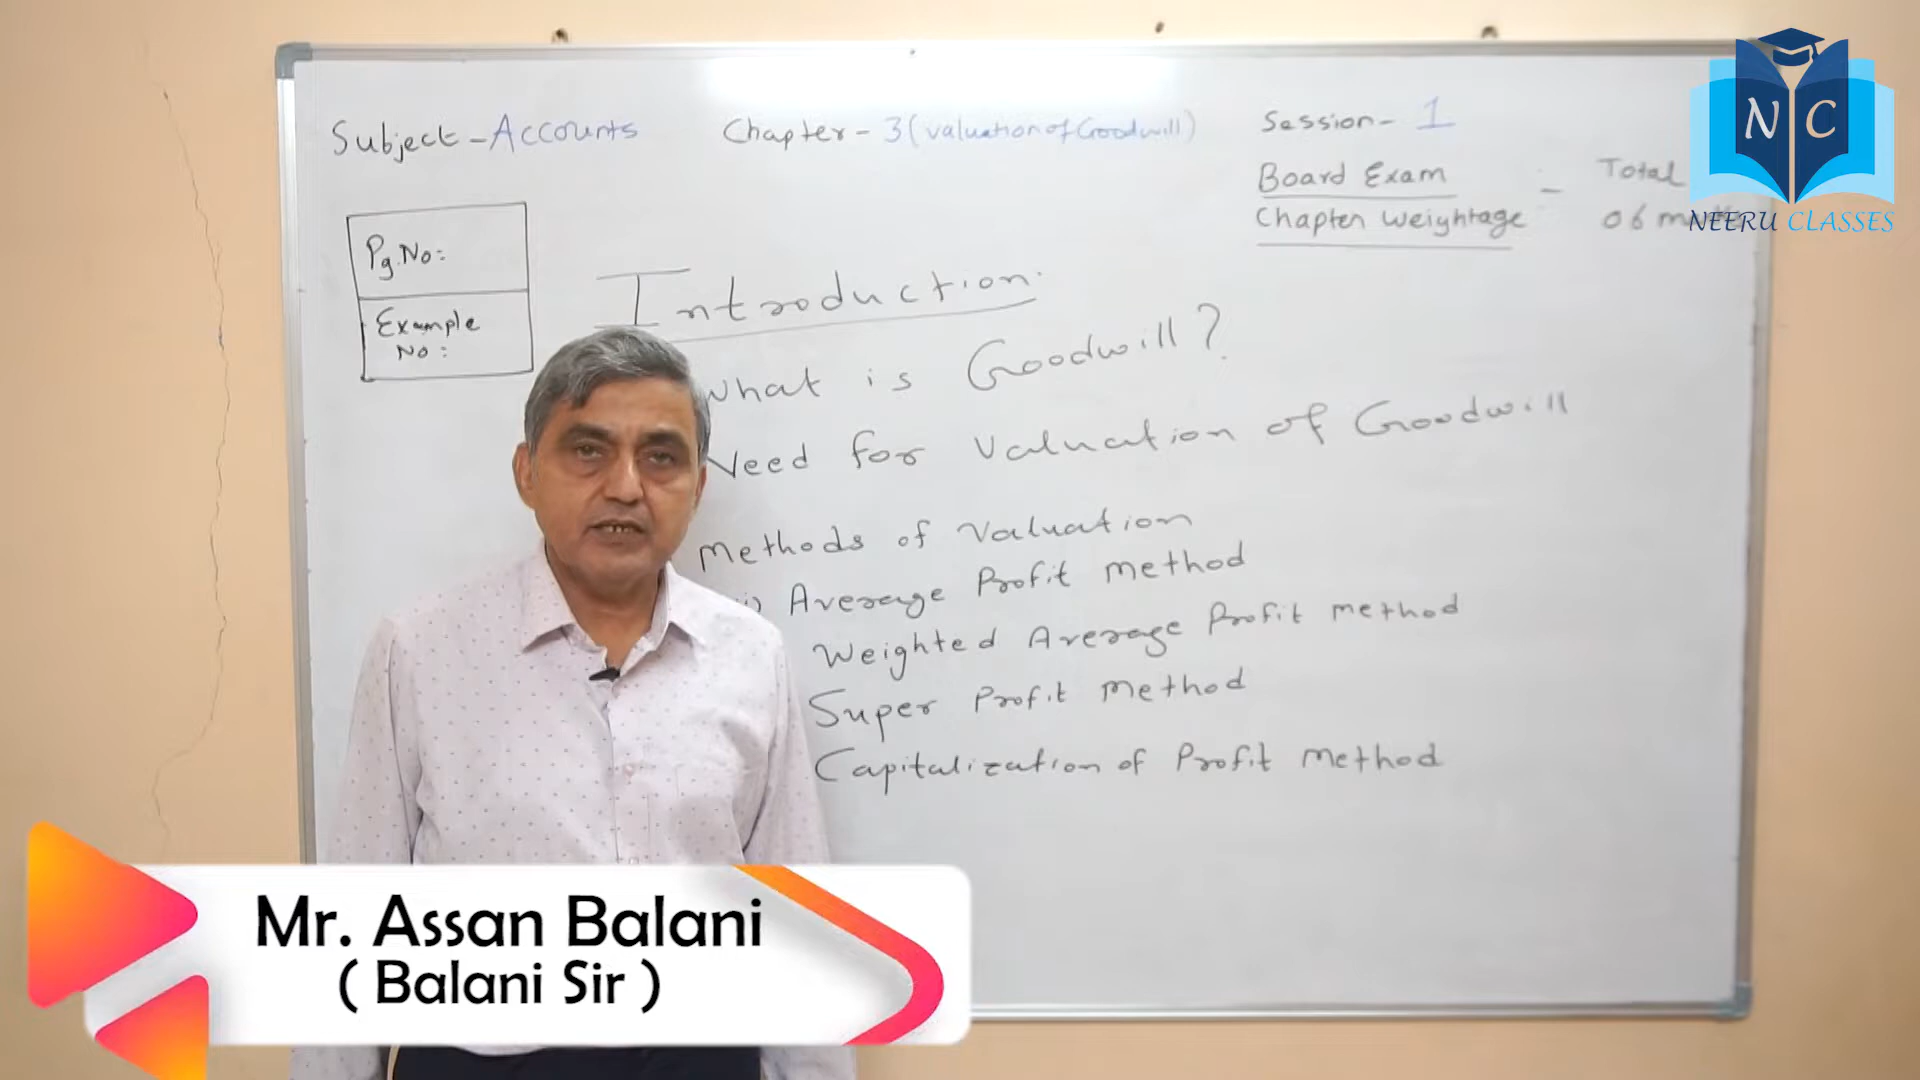 Subject - Accounts
Chapter - 3 (valuation of Goodwill)
Session - 1
Board Exam
Chapter Weightage
- Total
06
N C
NEERU CLASSES
Pg. No:
Example
No:
Introduction
What is Goodwill?
Need for Valuation of Goodwill
Methods of Valuation
Average Profit Method
Weighted Average Profit Method
Super Profit Method
Capitalization of Profit Method
Mr. Assan Balani
( Balani Sir )